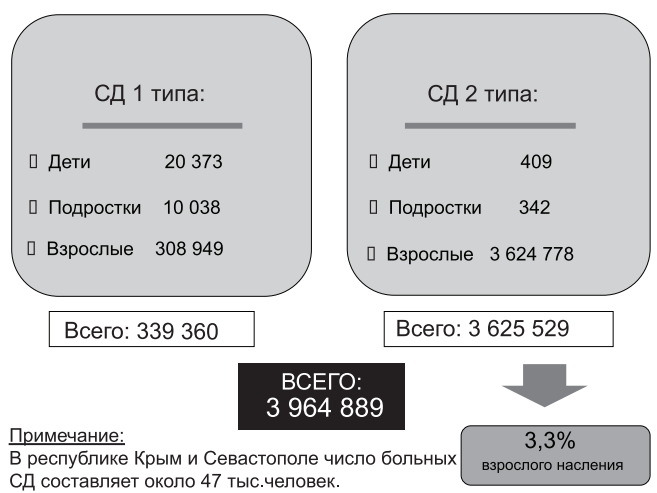 СД 1 типа:
Дети 20 373
Подростки 10 038
Взрослые 308 949
Всего: 339 360
СД 2 типа:
Дети 409
Подростки 342
Взрослые 3 624 778
Всего: 3 625 529
ВСЕГО:
3 964 889
3,3%
взрослого насления
Примечание:
В республике Крым и Севастополе число больных
СД составляет около 47 тыс.человек.